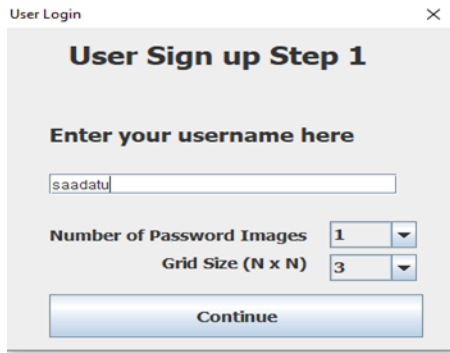 User Login
User Sign up Step 1
Enter your username here
saadatu
Number of Password Images 1
Grid Size (N x N) 3
Continue